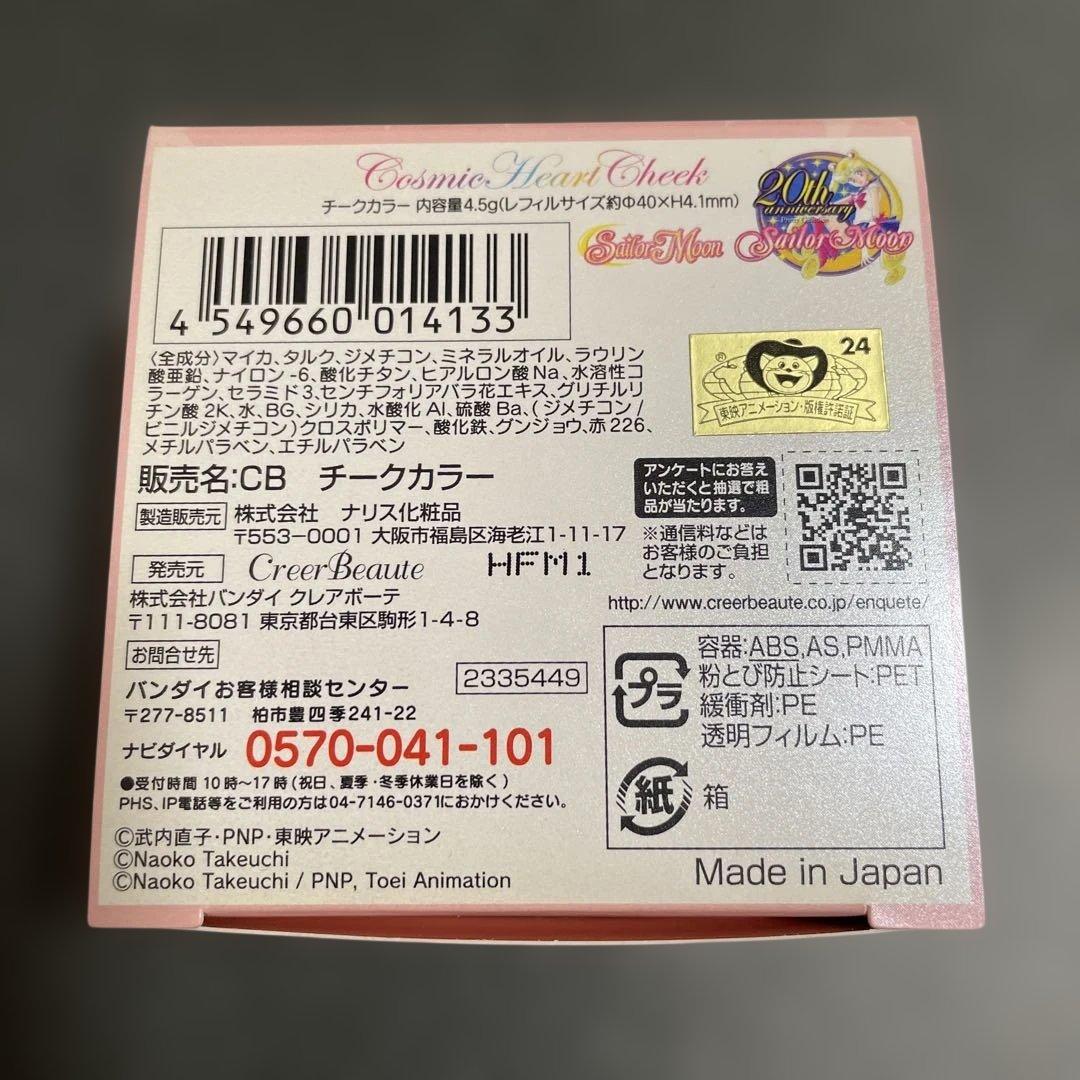 Cosmic Heart Cheek
チークカラー 内容量4.5g(レフィルサイズ約Φ40×H4.1mm)
20th
anniversary
Sailor Moon
Sailor Moon
4 549660 014133
〈全成分〉マイカ、タルク、ジメチコン、ミネラルオイル、ラウリン
酸亜鉛、ナイロン-6、酸化チタン、ヒアルロン酸Na、水溶性コ
ラーゲン、セラミド3、センチフォリアバラ花エキス、グリチルリ
チン酸2K、水、BG、シリカ、水酸化Al、硫酸Ba、(ジメチコン/
ビニルジメチコン)クロスポリマー、酸化鉄、グンジョウ、赤226、
メチルパラベン、エチルパラベン
® 24
東映アニメーション・版権許諾証
販売名:CB チークカラー
製造販売元 株式会社 ナリス化粧品
〒553-0001 大阪市福島区海老江1-11-17
発売元 CreerBeaute HFM1
株式会社バンダイ クレアボーテ
〒111-8081 東京都台東区駒形1-4-8
アンケートにお答え
いただくと抽選で粗
品が当たります。
※通信料などは
お客様のご負担
となります。
http://www.creerbeaute.co.jp/enquete/
お問合せ先
バンダイお客様相談センター 2335449
〒277-8511 柏市豊四季241-22
ナビダイヤル 0570-041-101
●受付時間 10時〜17時(祝日、夏季・冬季休業日を除く)
PHS、IP電話等をご利用の方は04-7146-0371におかけください。
プラ
容器:ABS,AS,PMMA
粉とび防止シート:PET
緩衝剤:PE
透明フィルム:PE
紙 箱
©武内直子・PNP・東映アニメーション
©Naoko Takeuchi
©Naoko Takeuchi / PNP, Toei Animation
Made in Japan